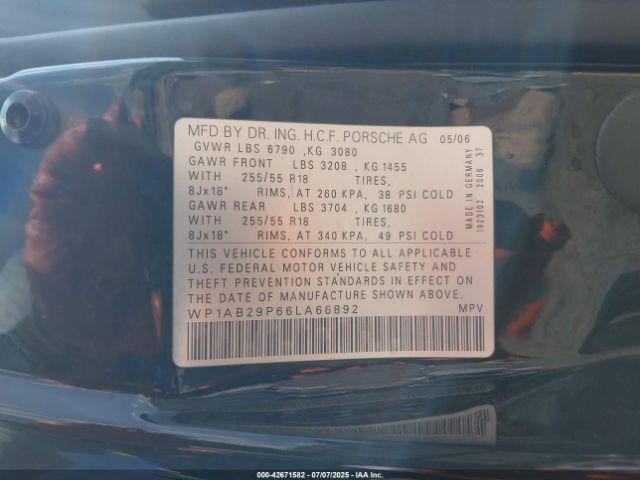 MFD BY DR. ING. H.C.F. PORSCHE AG 05/06
GVWR LBS 6790 ,KG 3080
GAWR FRONT LBS 3208 ,KG 1455
WITH 255/55 R18 TIRES,
8Jx18" RIMS, AT 260 KPA, 38 PSI COLD
GAWR REAR LBS 3704 ,KG 1680
WITH 255/55 R18 TIRES,
8Jx18" RIMS, AT 340 KPA, 49 PSI COLD
THIS VEHICLE CONFORMS TO ALL APPLICABLE
U.S. FEDERAL MOTOR VEHICLE SAFETY AND
THEFT PREVENTION STANDARDS IN EFFECT ON
THE DATE OF MANUFACTURE SHOWN ABOVE.
WP1AB29P66LA66892 MPV
MADE IN GERMANY
1923102 2006 37
000-42671582 - 07/07/2025 - IAA Inc.